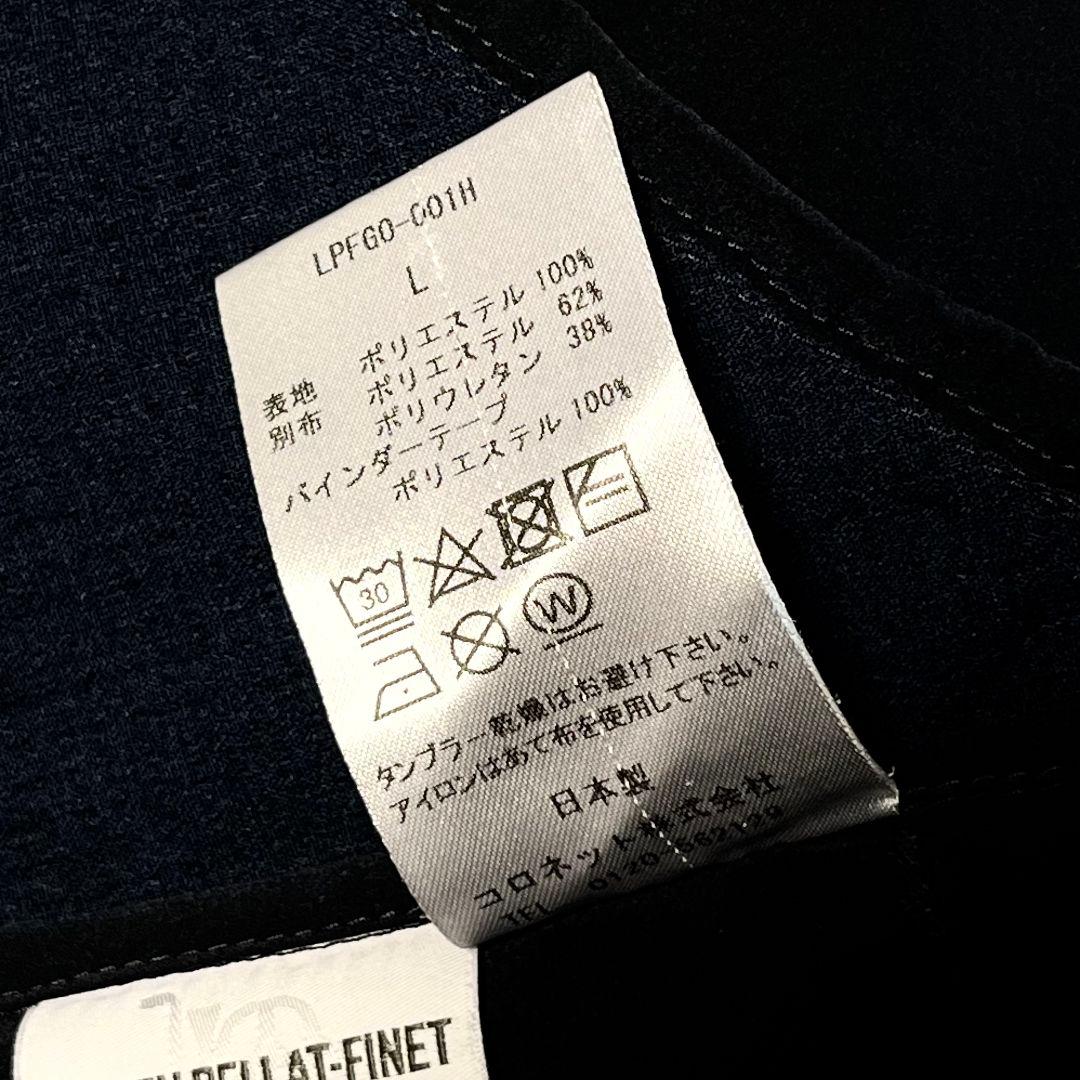 LPFGO-001H
L
表地 ポリエステル 100%
別布 ポリエステル 62%
ポリウレタン 38%
バインダーテープ
ポリエステル 100%
30
W
タンブラー乾燥はお避け下さい。
アイロンはあて布を使用して下さい。
日本製
コロネット株式会社
TEL 0120-562129
PELLAT-FINET